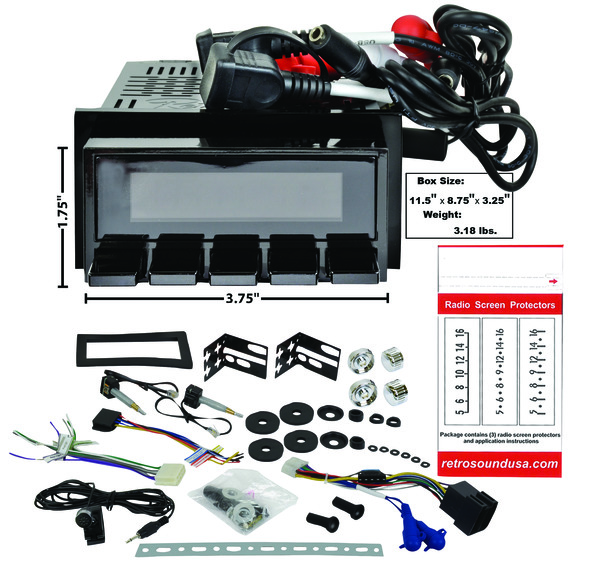 Box Size:
11.5" x 8.75"x 3.25"
Weight:
3.18 lbs.
1.75"
3.75"
Radio Screen Protectors
5 6 8 10 12 14 16
5•6•8•9•12•14•16
5•6•8•9•12•14•16
Package contains (3) radio screen protectors
and application instructions
retrosoundusa.com